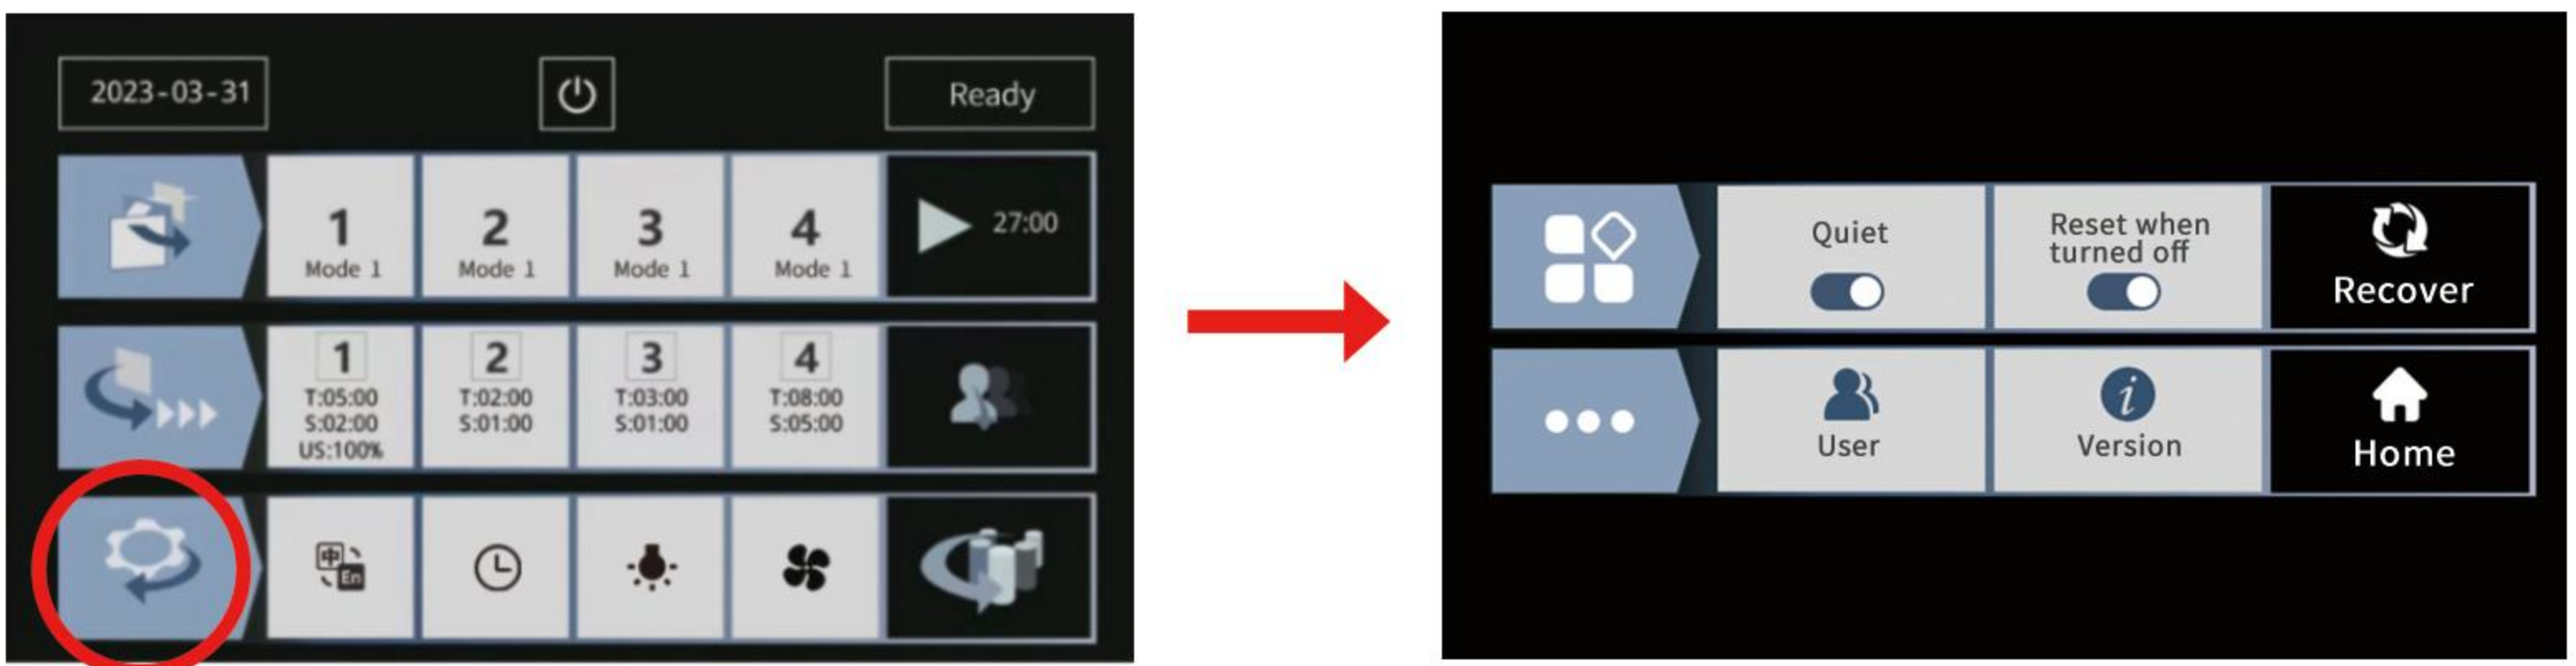 2023-03-31
Ready
1
Mode 1
2
Mode 1
3
Mode 1
4
Mode 1
27:00
1
T:05:00
S:02:00
US:100%
2
T:02:00
S:01:00
3
T:03:00
S:01:00
4
T:08:00
S:05:00
中
En
Quiet
Reset when
turned off
Recover
User
i
Version
Home